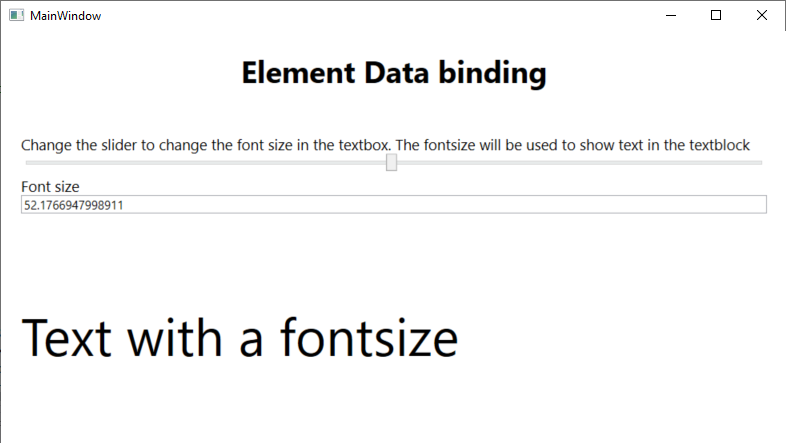 MainWindow
Element Data binding
Change the slider to change the font size in the textbox. The fontsize will be used to show text in the textblock
Font size
52.1766947998911
Text with a fontsize